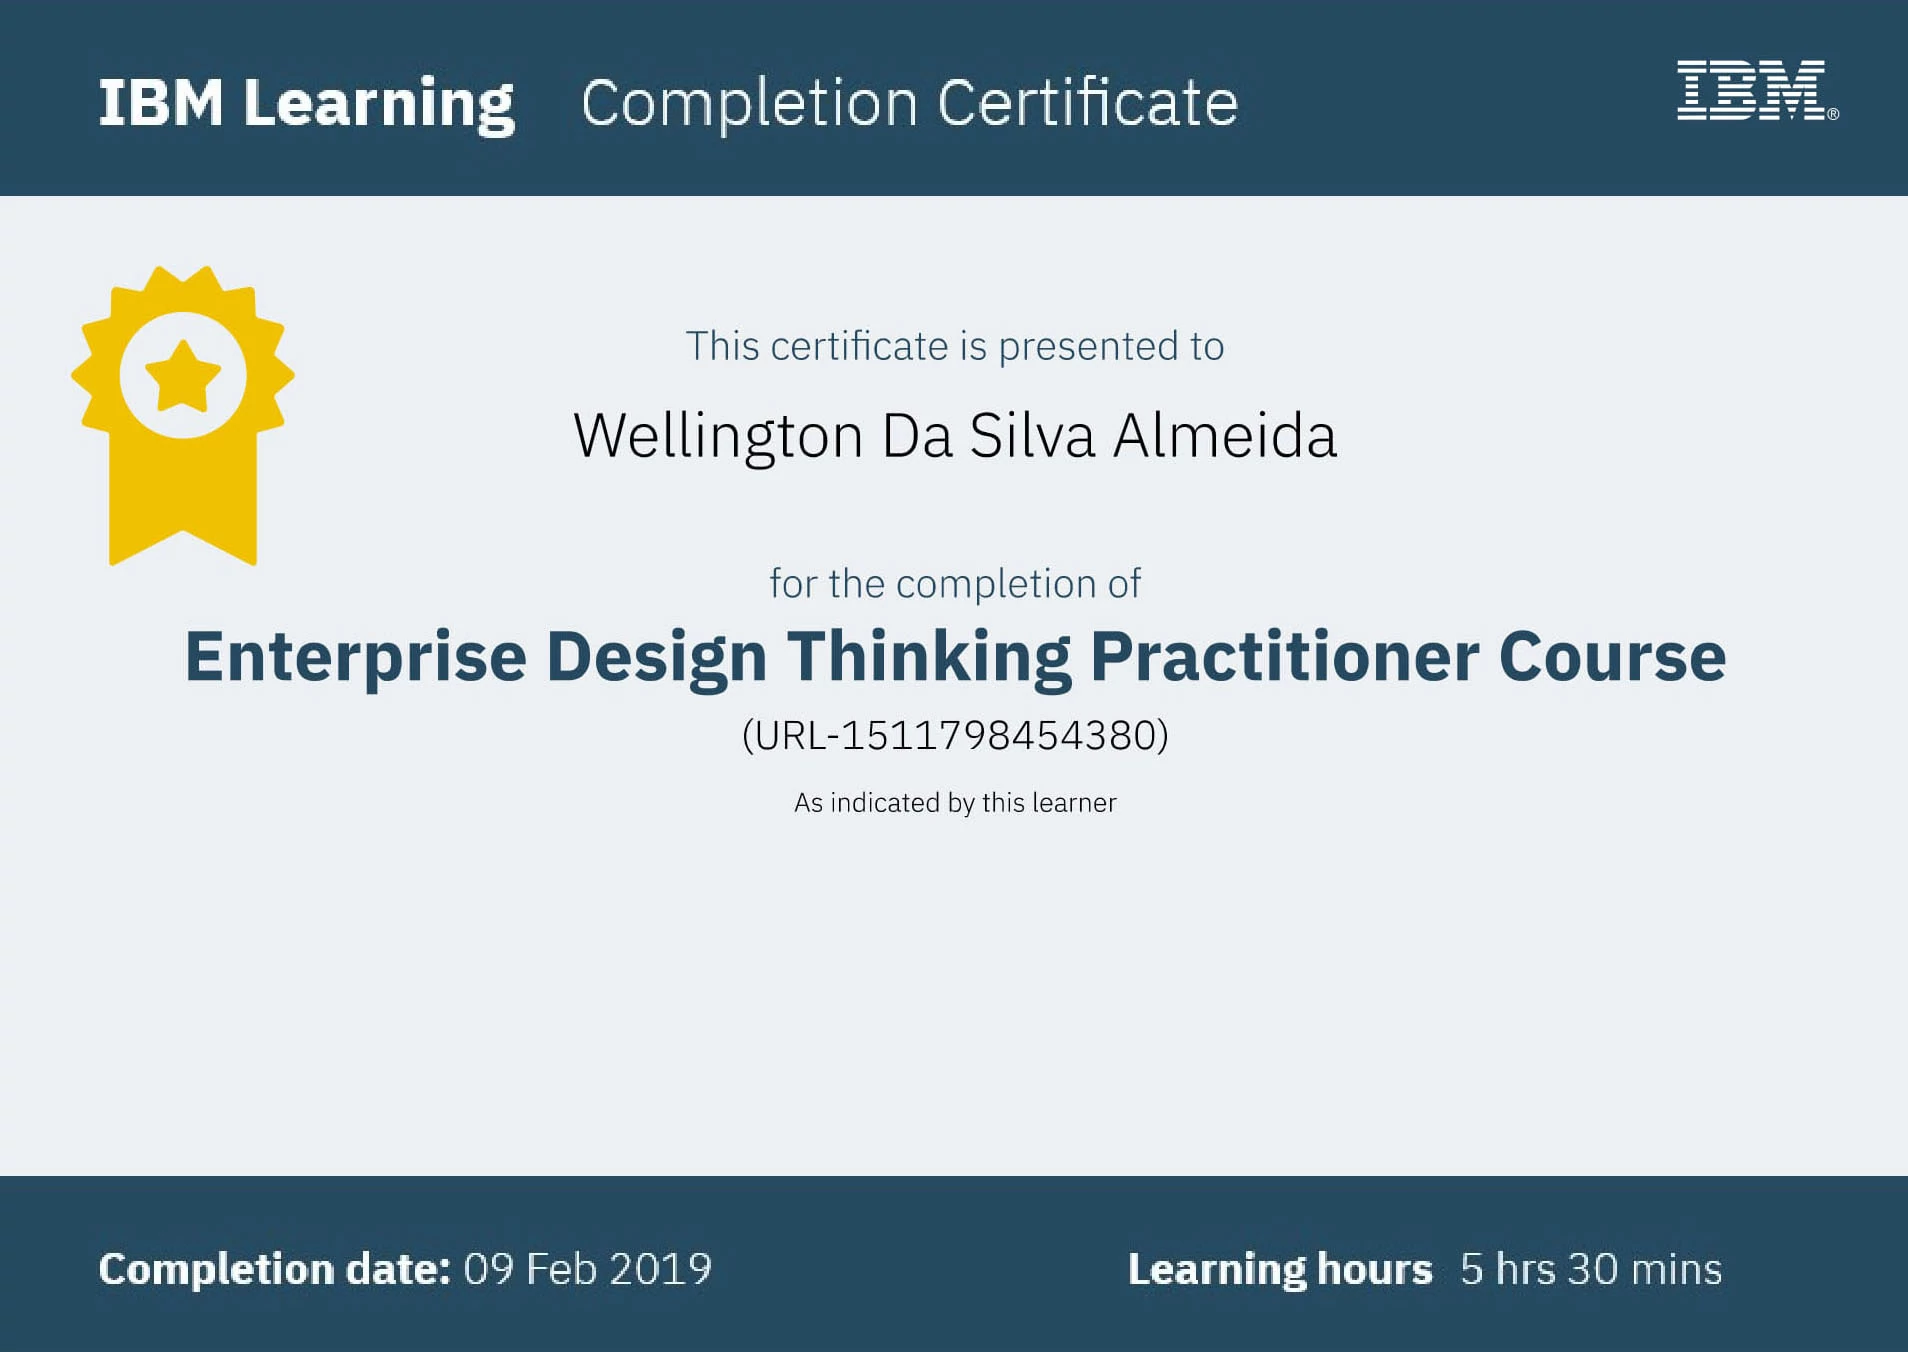 IBM Learning Completion Certificate IBM®
This certificate is presented to
Wellington Da Silva Almeida
for the completion of
Enterprise Design Thinking Practitioner Course
(URL-1511798454380)
As indicated by this learner
Completion date: 09 Feb 2019 Learning hours 5 hrs 30 mins